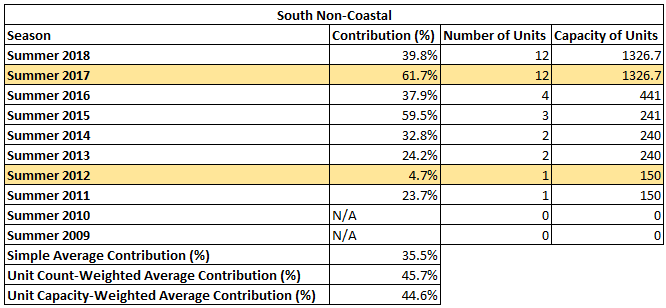 South Non-Coastal
Season Contribution (%) Number of Units Capacity of Units
Summer 2018 39.8% 12 1326.7
Summer 2017 61.7% 12 1326.7
Summer 2016 37.9% 4 441
Summer 2015 59.5% 3 241
Summer 2014 32.8% 2 240
Summer 2013 24.2% 2 240
Summer 2012 4.7% 1 150
Summer 2011 23.7% 1 150
Summer 2010 N/A 0 0
Summer 2009 N/A 0 0
Simple Average Contribution (%) 35.5%
Unit Count-Weighted Average Contribution (%) 45.7%
Unit Capacity-Weighted Average Contribution (%) 44.6%